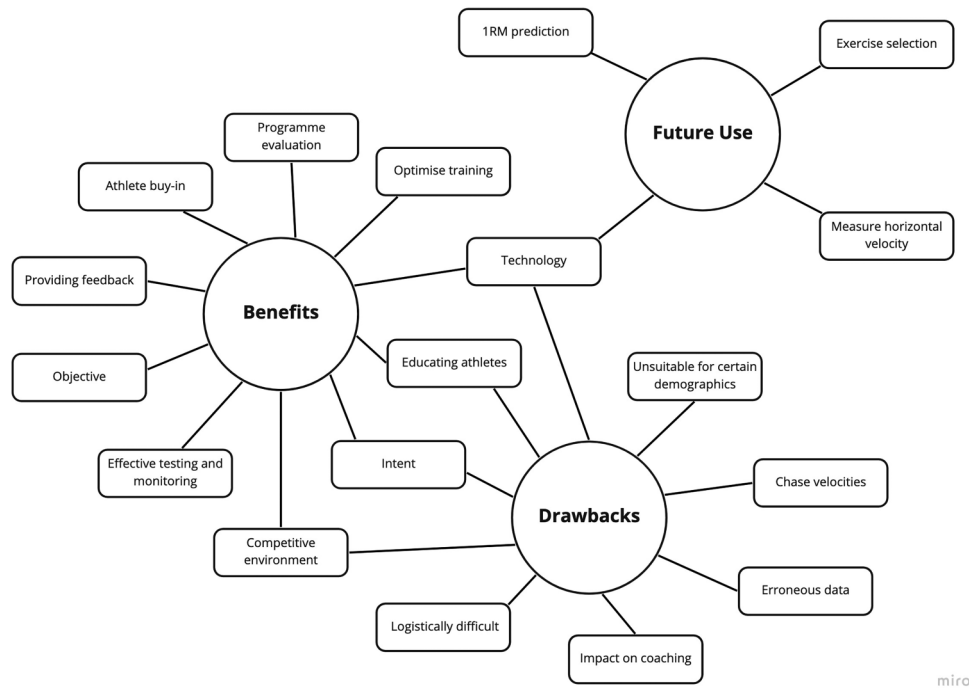 1RM prediction
Exercise selection
Future Use
Programme
evaluation
Optimise training
Athlete buy-in
Measure horizontal
velocity
Technology
Providing feedback
Benefits
Educating athletes
Unsuitable for certain
demographics
Objective
Effective testing and
monitoring
Intent
Chase velocities
Drawbacks
Competitive
environment
Erroneous data
Logistically difficult
Impact on coaching
miro